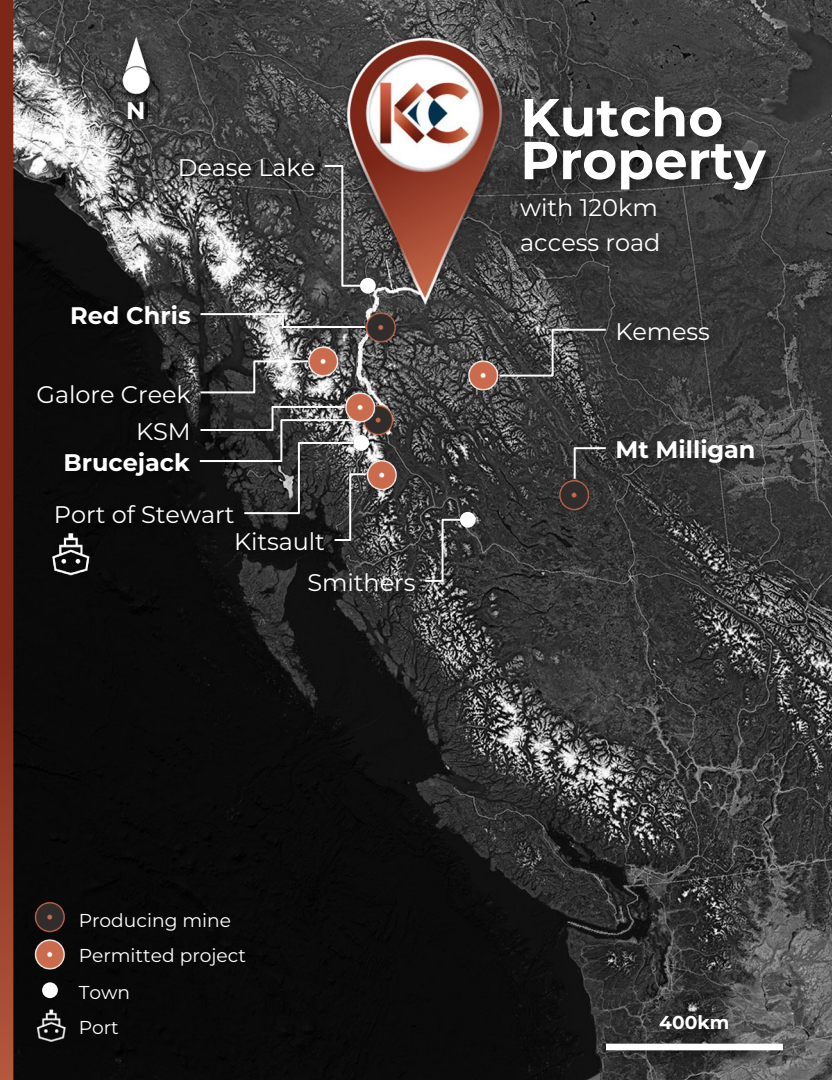 N
KC
Kutcho
Property
with 120km
access road
Dease Lake
Red Chris
Kemess
Galore Creek
KSM
Brucejack
Mt Milligan
Port of Stewart
Kitsault
Smithers
Producing mine
Permitted project
Town
Port
400km